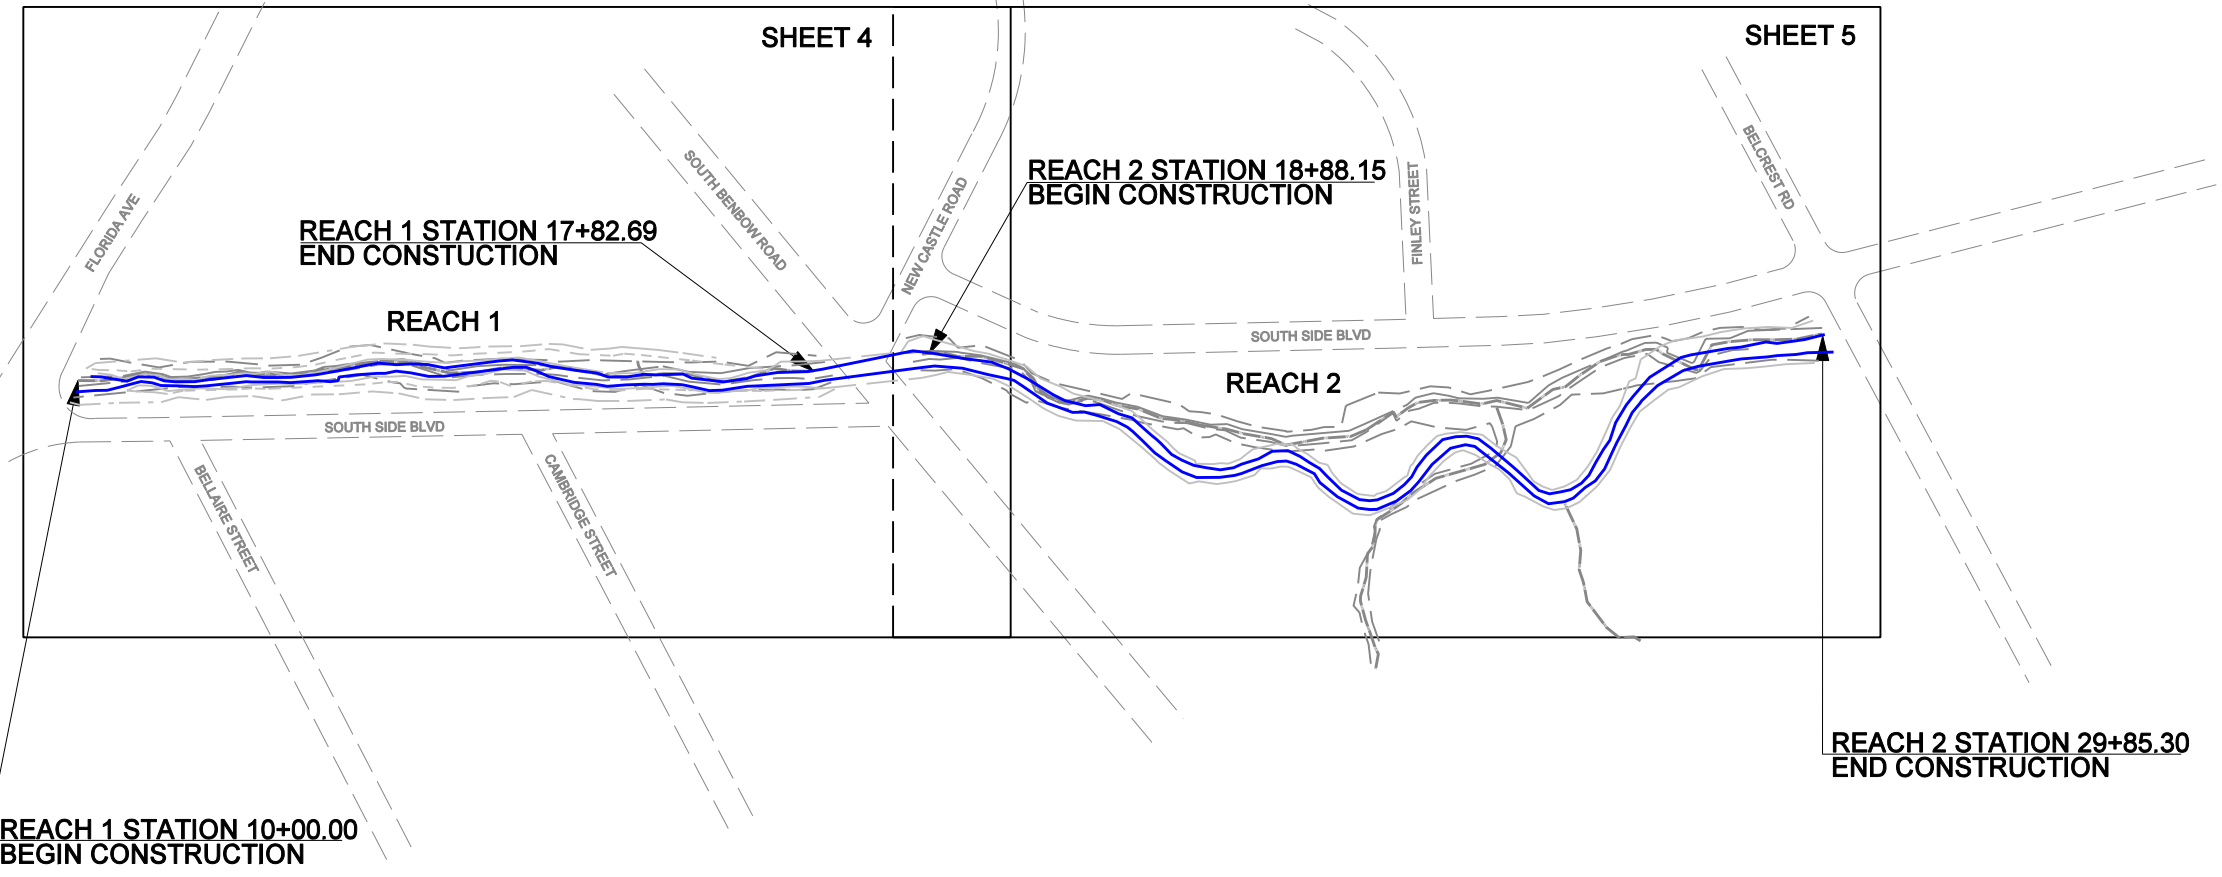 SHEET 4
SHEET 5
FLORIDA AVE
SOUTH BENBOW ROAD
NEW CASTLE ROAD
REACH 2 STATION 18+88.15
BEGIN CONSTRUCTION
FINLEY STREET
BELCREST RD
REACH 1 STATION 17+82.69
END CONSTUCTION
REACH 1
SOUTH SIDE BLVD
REACH 2
SOUTH SIDE BLVD
BELLAIRE STREET
CAMBRIDGE STREET
REACH 2 STATION 29+85.30
END CONSTRUCTION
REACH 1 STATION 10+00.00
BEGIN CONSTRUCTION